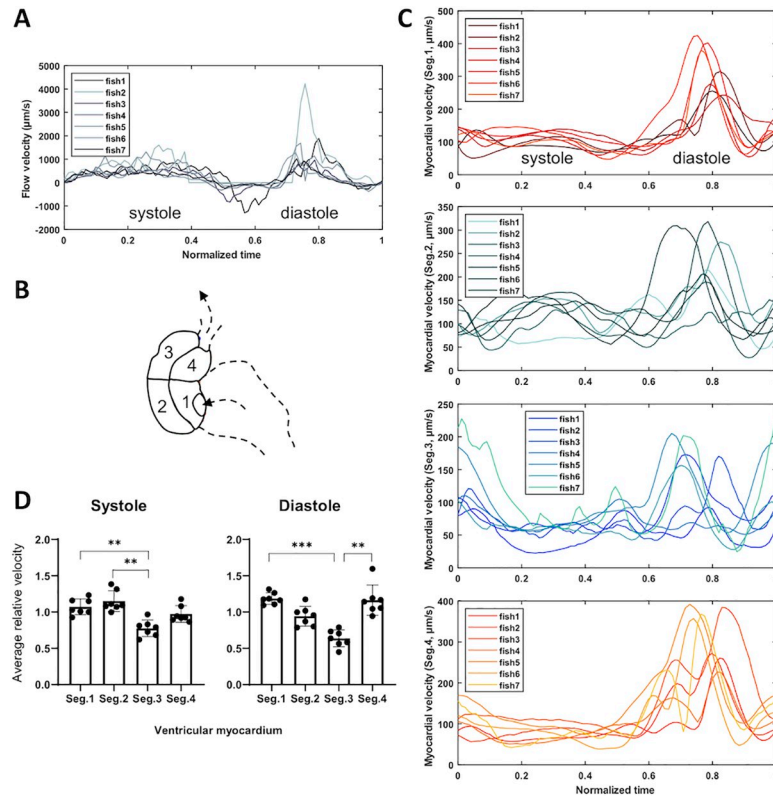 A
Flow velocity (µm/s)
5000
4000
3000
2000
1000
0
-1000
-2000
fish1
fish2
fish3
fish4
fish5
fish6
fish7
systole
diastole
0
0.2
0.4
0.6
0.8
1
Normalized time
B
3
4
2
1
D
Systole
Diastole
Average relative velocity
2.0
1.5
1.0
0.5
0.0
**
**
Seg.1 Seg.2 Seg.3 Seg.4
2.0
1.5
1.0
0.5
0.0
***
**
Seg.1 Seg.2 Seg.3 Seg.4
Ventricular myocardium
C
Myocardial velocity (Seg.1, µm/s)
500
400
300
200
100
0
fish1
fish2
fish3
fish4
fish5
fish6
fish7
systole
diastole
0
0.2
0.4
0.6
0.8
Myocardial velocity (Seg.2, µm/s)
350
300
250
200
150
100
50
0
fish1
fish2
fish3
fish4
fish5
fish6
fish7
0
0.2
0.4
0.6
0.8
Myocardial velocity (Seg.3, µm/s)
250
200
150
100
50
0
fish1
fish2
fish3
fish4
fish5
fish6
fish7
0
0.2
0.4
0.6
0.8
Myocardial velocity (Seg.4, µm/s)
400
300
200
100
0
fish1
fish2
fish3
fish4
fish5
fish6
fish7
0
0.2
0.4
0.6
0.8
Normalized time